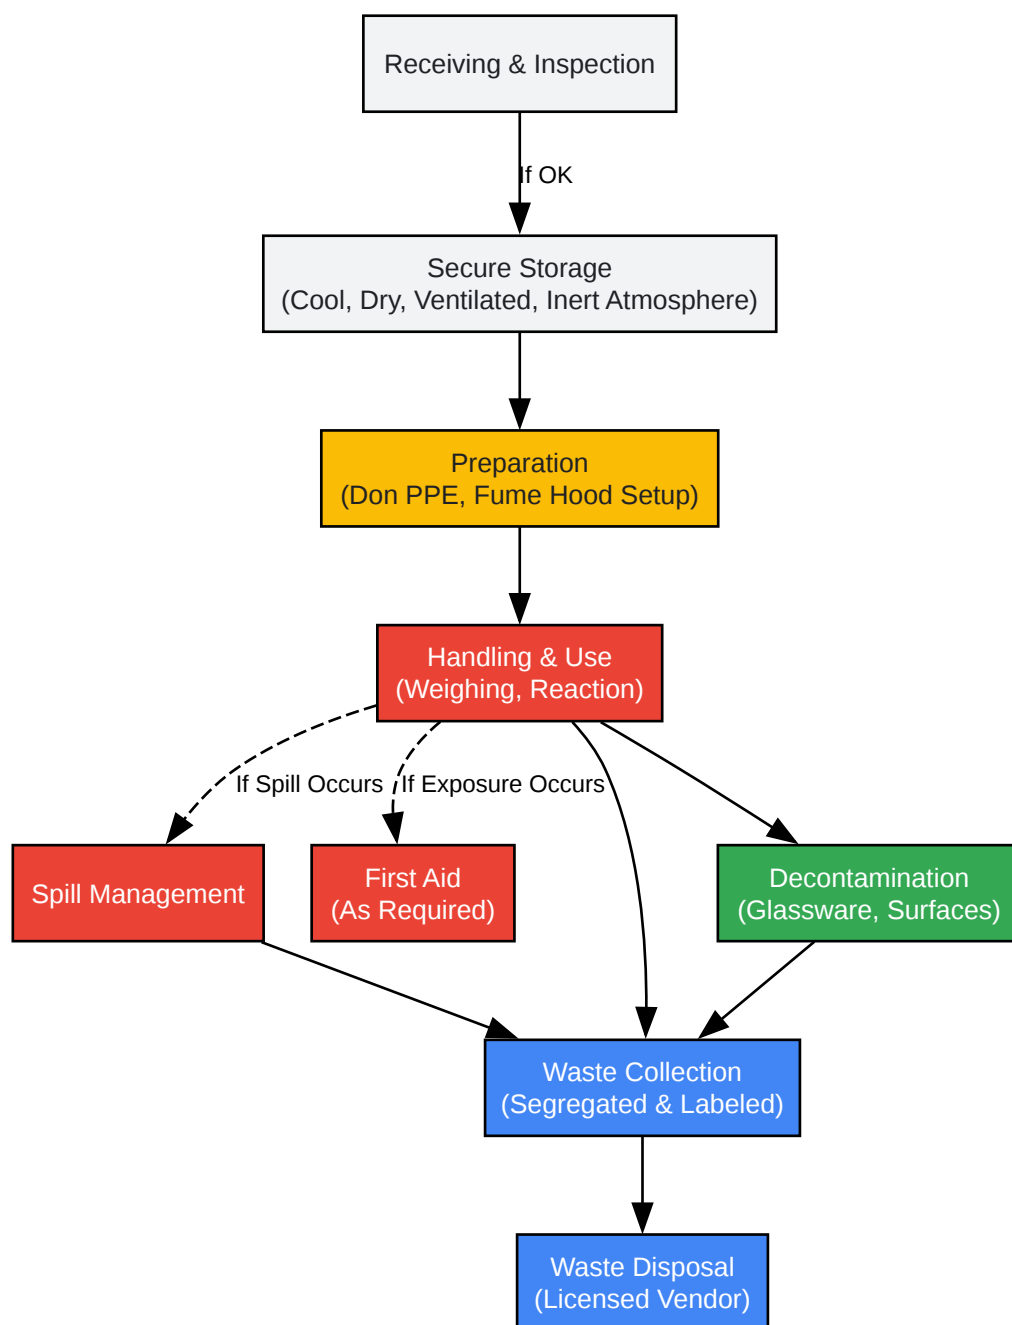 Receiving & Inspection
If OK
Secure Storage
(Cool, Dry, Ventilated, Inert Atmosphere)
Preparation
(Don PPE, Fume Hood Setup)
Handling & Use
(Weighing, Reaction)
If Spill Occurs
If Exposure Occurs
Spill Management
First Aid
(As Required)
Decontamination
(Glassware, Surfaces)
Waste Collection
(Segregated & Labeled)
Waste Disposal
(Licensed Vendor)